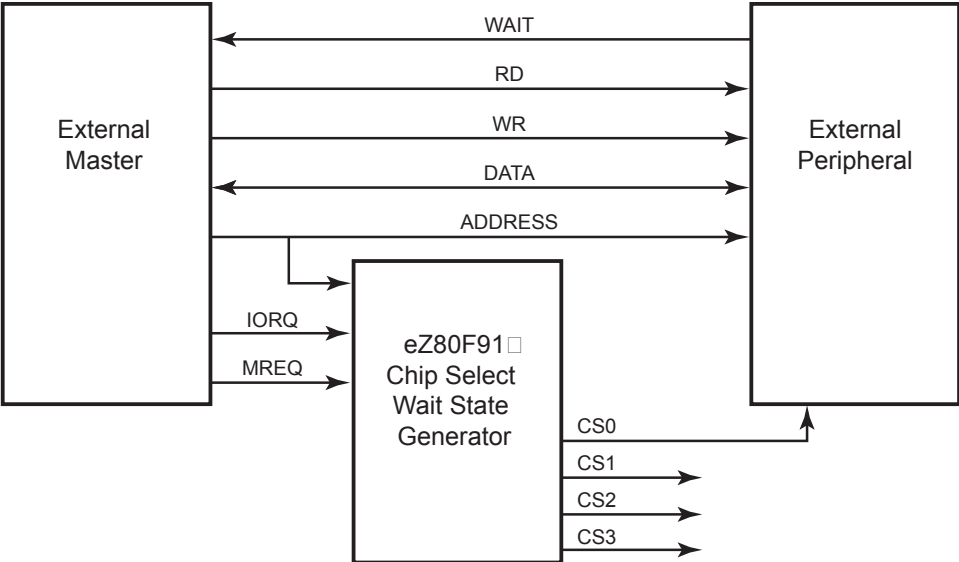 WAIT
RD
WR
DATA
ADDRESS
External
Master
External
Peripheral
IORQ
MREQ
eZ80F91□
Chip Select
Wait State
Generator
CS0
CS1
CS2
CS3